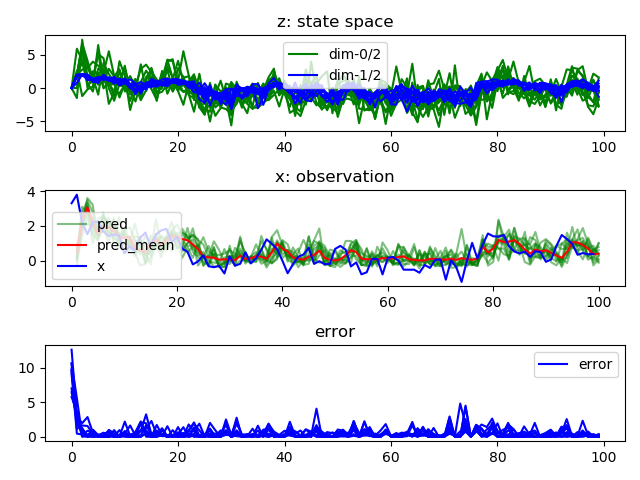 z: state space
5
0
−5
dim-0/2
dim-1/2
0 20 40 60 80 100
x: observation
4
2
0
pred
pred_mean
x
0 20 40 60 80 100
error
10
5
0
error
0 20 40 60 80 100